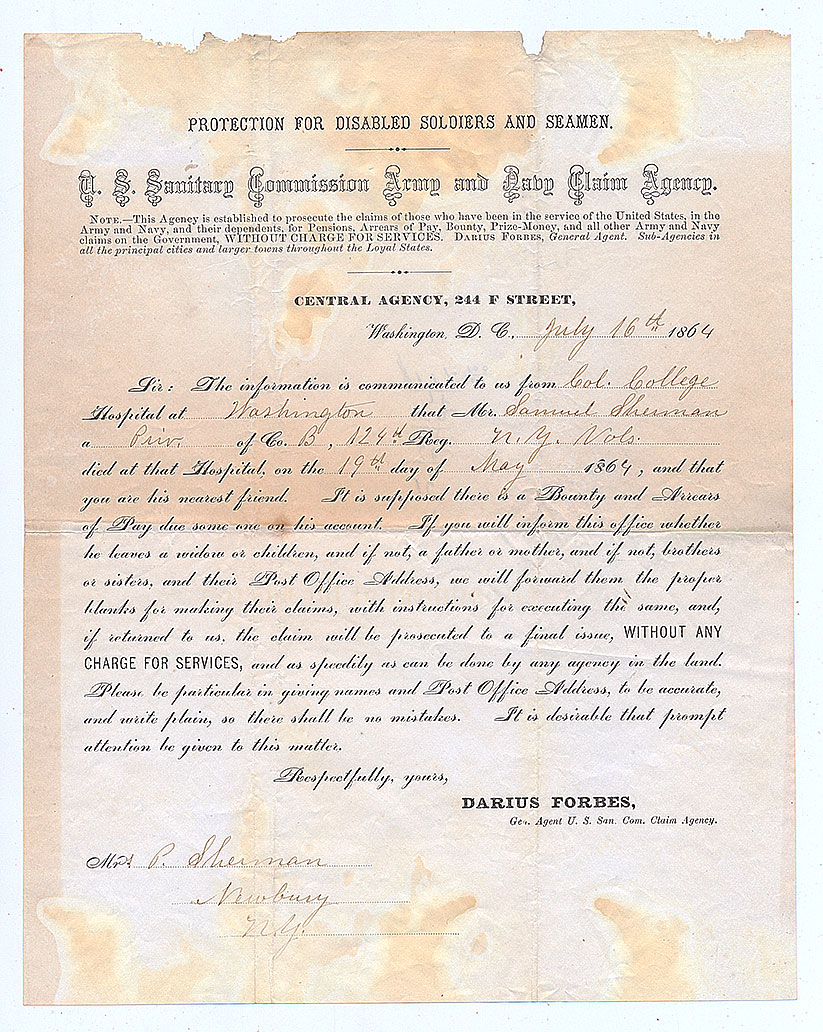 PROTECTION FOR DISABLED SOLDIERS AND SEAMEN.
U. S. Sanitary Commission Army and Navy Claim Agency.
NOTE.—This Agency is established to prosecute the claims of those who have been in the service of the United States, in the
Army and Navy, and their dependents, for Pensions, Arrears of Pay, Bounty, Prize-Money, and all other Army and Navy
claims on the Government, WITHOUT CHARGE FOR SERVICES. DARIUS FORBES, General Agent. Sub-Agencies in
all the principal cities and larger towns throughout the Loyal States.
CENTRAL AGENCY, 244 F STREET,
Washington, D. C., July 16th 1864
Sir: The information is communicated to us from Col. College
Hospital at Washington that Mr. Samuel Sherman
a Priv. of Co. B, 124th Reg. N. Y. Vols.
died at that Hospital, on the 19th day of May 1864, and that
you are his nearest friend. It is supposed there is a Bounty and Arrears
of Pay due some one on his account. If you will inform this office whether
he leaves a widow or children, and if not, a father or mother, and if not, brothers
or sisters, and their Post Office Address, we will forward them the proper
blanks for making their claims, with instructions for executing the same, and,
if returned to us, the claim will be prosecuted to a final issue, WITHOUT ANY
CHARGE FOR SERVICES, and as speedily as can be done by any agency in the land.
Please be particular in giving names and Post Office Address, to be accurate,
and write plain, so there shall be no mistakes. It is desirable that prompt
attention be given to this matter.
Respectfully, yours,
DARIUS FORBES,
Gen. Agent U. S. San. Com. Claim Agency.
Mrs P. Sherman
Newbury
N.Y.